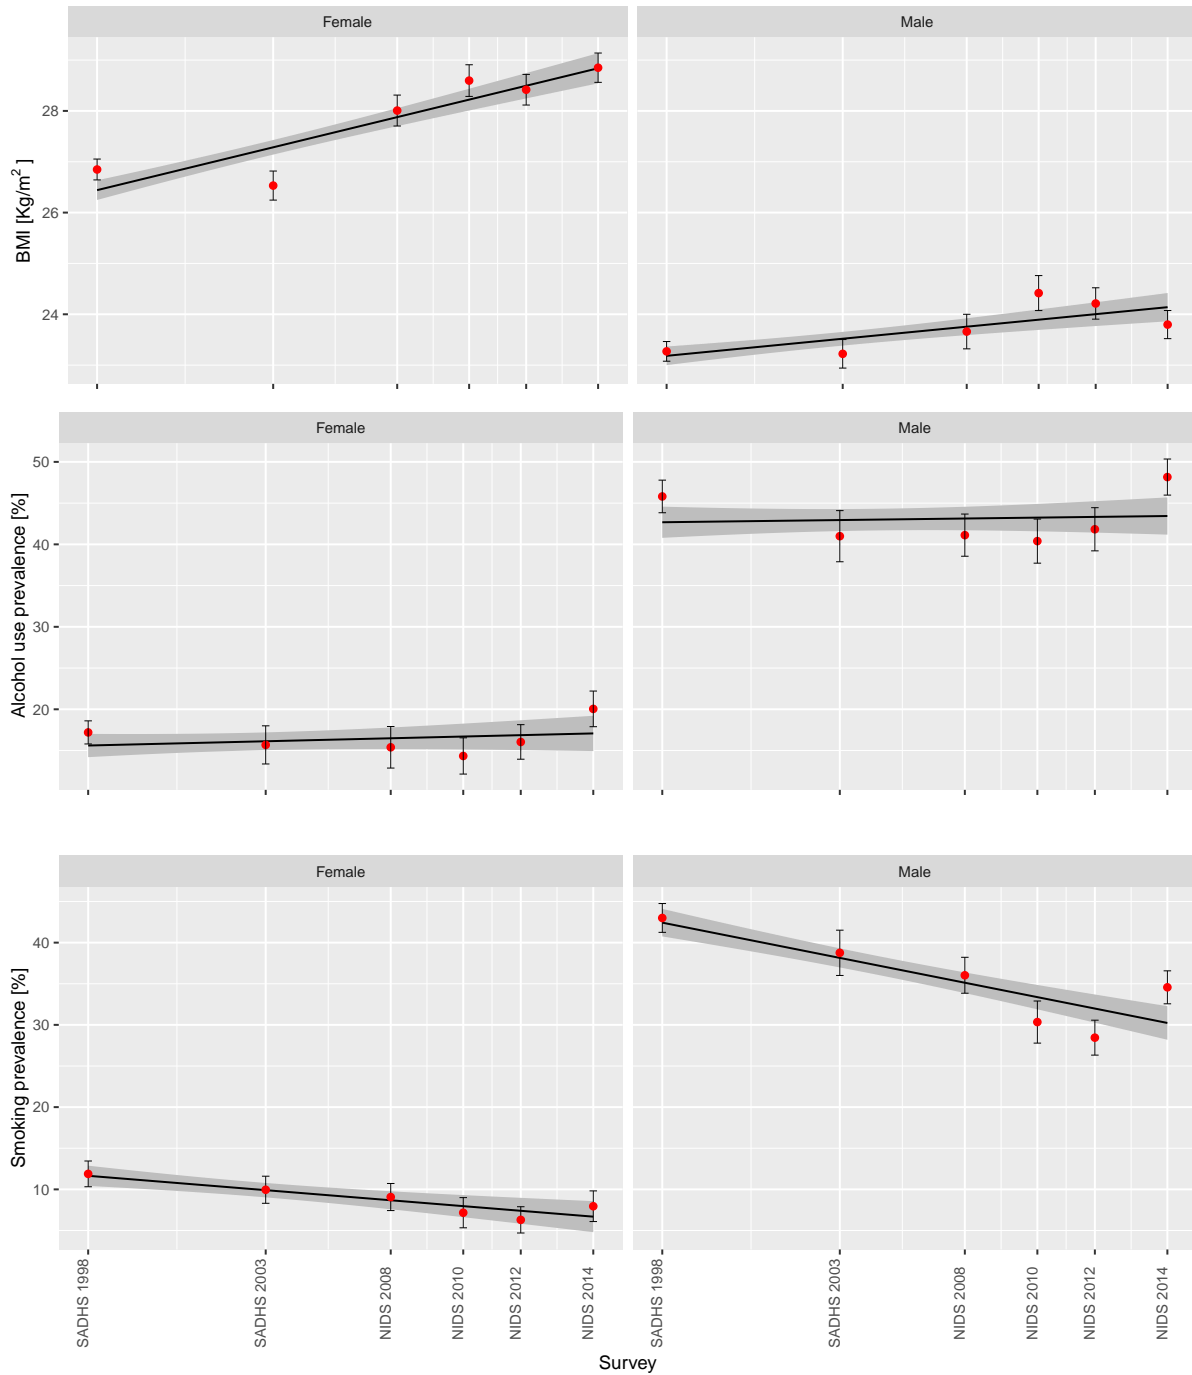 Female Male
28
26
24
BMI [Kg/m² ]
Female Male
50
40
30
20
Alcohol use prevalence [%]
Female Male
40
30
20
10
Smoking prevalence [%]
SADHS 1998 SADHS 2003 NIDS 2008 NIDS 2010 NIDS 2012 NIDS 2014 SADHS 1998 SADHS 2003 NIDS 2008 NIDS 2010 NIDS 2012 NIDS 2014
Survey